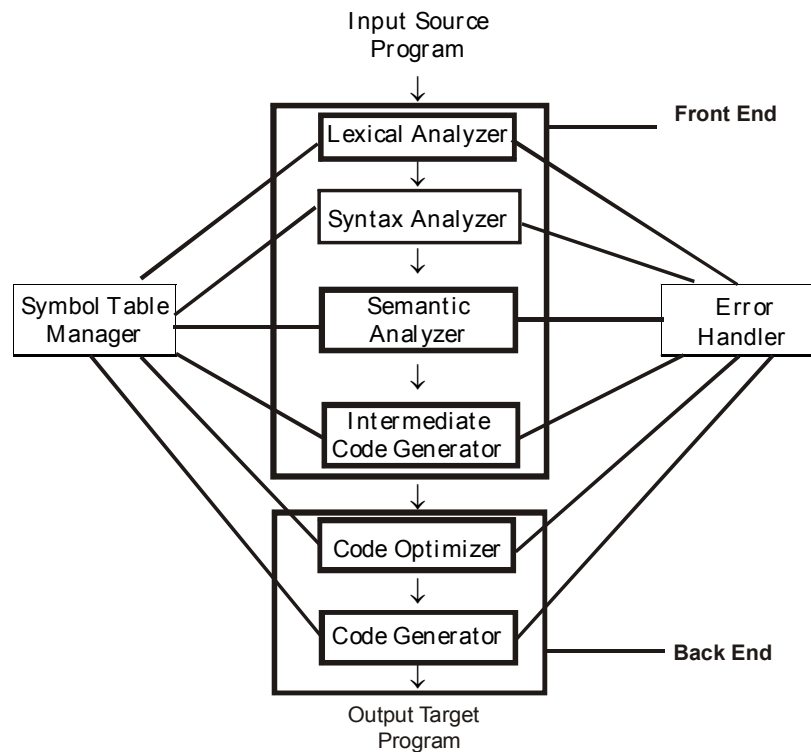 Input Source
Program
Front End
Lexical Analyzer
Syntax Analyzer
Symbol Table
Manager
Semantic
Analyzer
Error
Handler
Intermediate
Code Generator
Code Optimizer
Code Generator
Back End
Output Target
Program